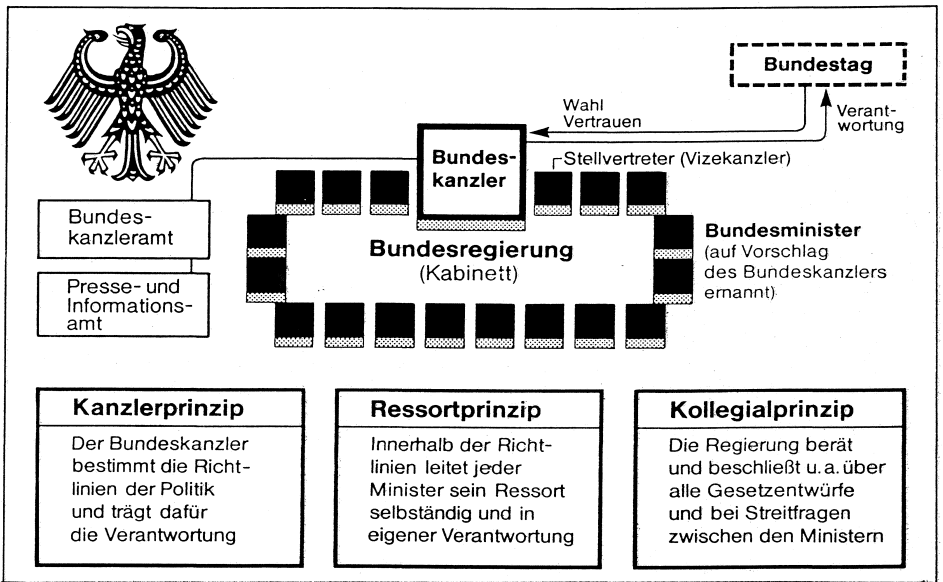 Bundestag
Wahl
Vertrauen
Verant-
wortung
Bundes-
kanzler
Stellvertreter (Vizekanzler)
Bundes-
kanzleramt
Presse- und
Informations-
amt
Bundesregierung
(Kabinett)
Bundesminister
(auf Vorschlag
des Bundeskanzlers
ernannt)
Kanzlerprinzip
Der Bundeskanzler
bestimmt die Richt-
linien der Politik
und trägt dafür
die Verantwortung
Ressortprinzip
Innerhalb der Richt-
linien leitet jeder
Minister sein Ressort
selbständig und in
eigener Verantwortung
Kollegialprinzip
Die Regierung berät
und beschließt u.a. über
alle Gesetzentwürfe
und bei Streitfragen
zwischen den Ministern